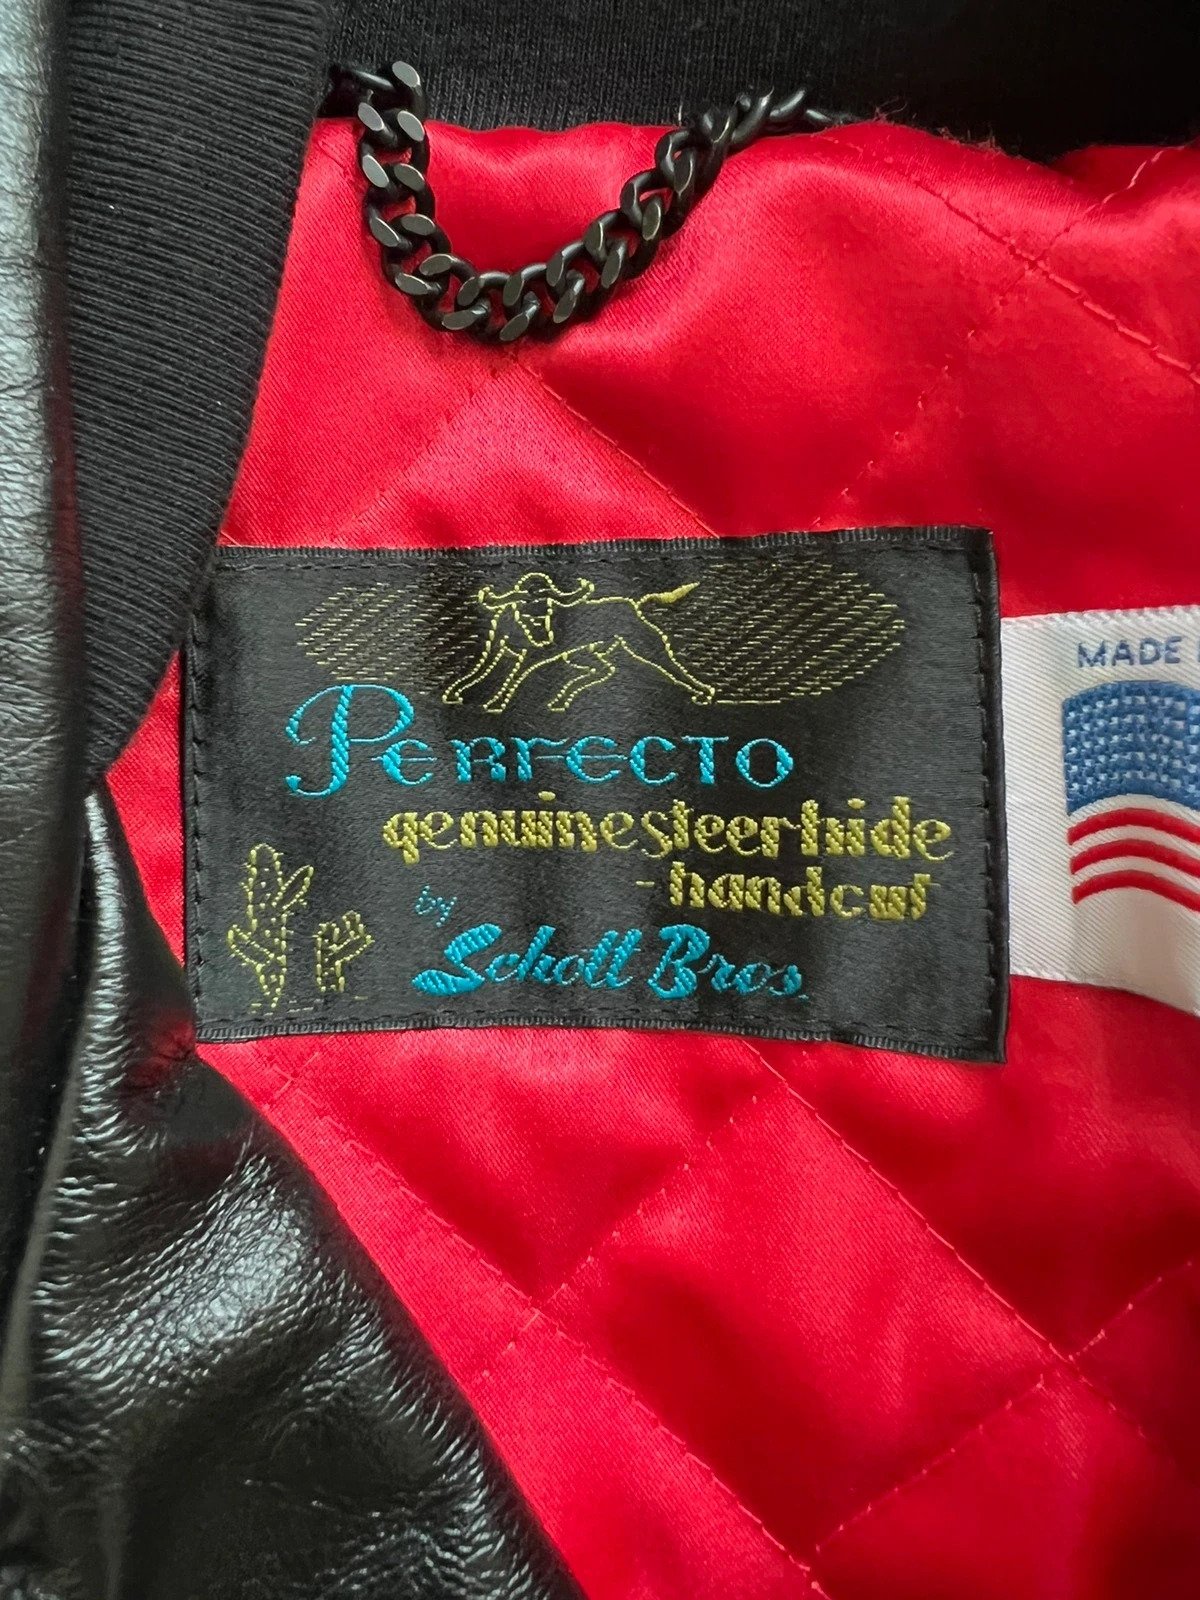 MADE
PERFECTO
genuine steerhide
-handcut-
by
Schott Bros.